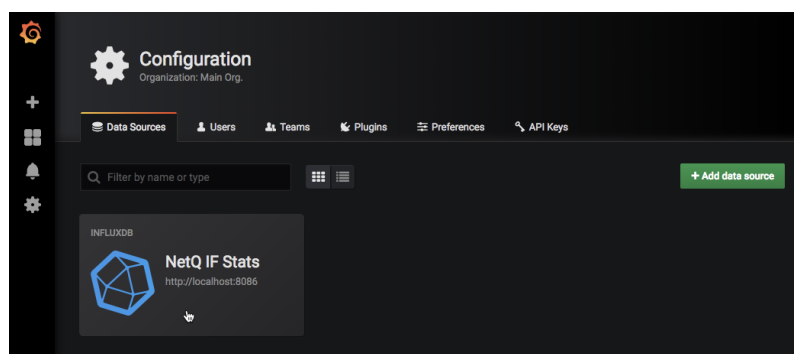 Configuration
Organization: Main Org.
Data Sources Users Teams Plugins Preferences API Keys
Filter by name or type
+ Add data source
INFLUXDB
NetQ IF Stats
http://localhost:8086